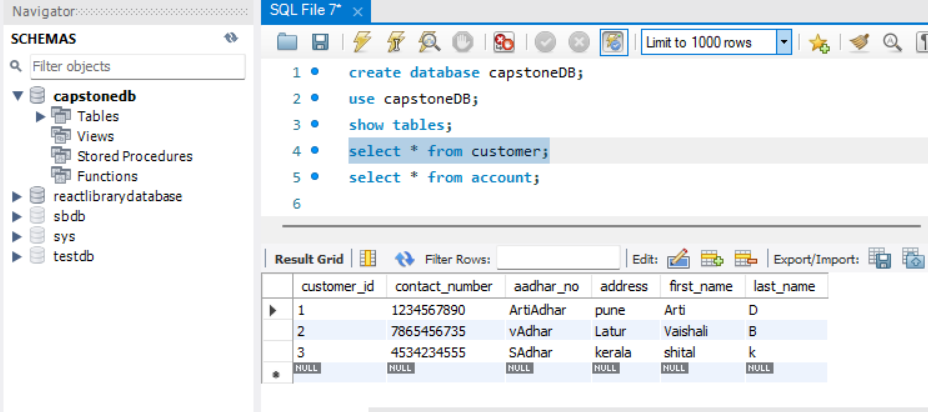 Navigator
SQL File 7*
SCHEMAS
Filter objects
capstonedb
Tables
Views
Stored Procedures
Functions
reactlibrarydatabase
sbdb
sys
testdb
Limit to 1000 rows
1 create database capstoneDB;
2 use capstoneDB;
3 show tables;
4 select * from customer;
5 select * from account;
6
Result Grid Filter Rows: Edit: Export/Import:
customer_id contact_number aadhar_no address first_name last_name
1 1234567890 ArtiAdhar pune Arti D
2 7865456735 vAdhar Latur Vaishali B
3 4534234555 SAdhar kerala shital k
NULL NULL NULL NULL NULL NULL